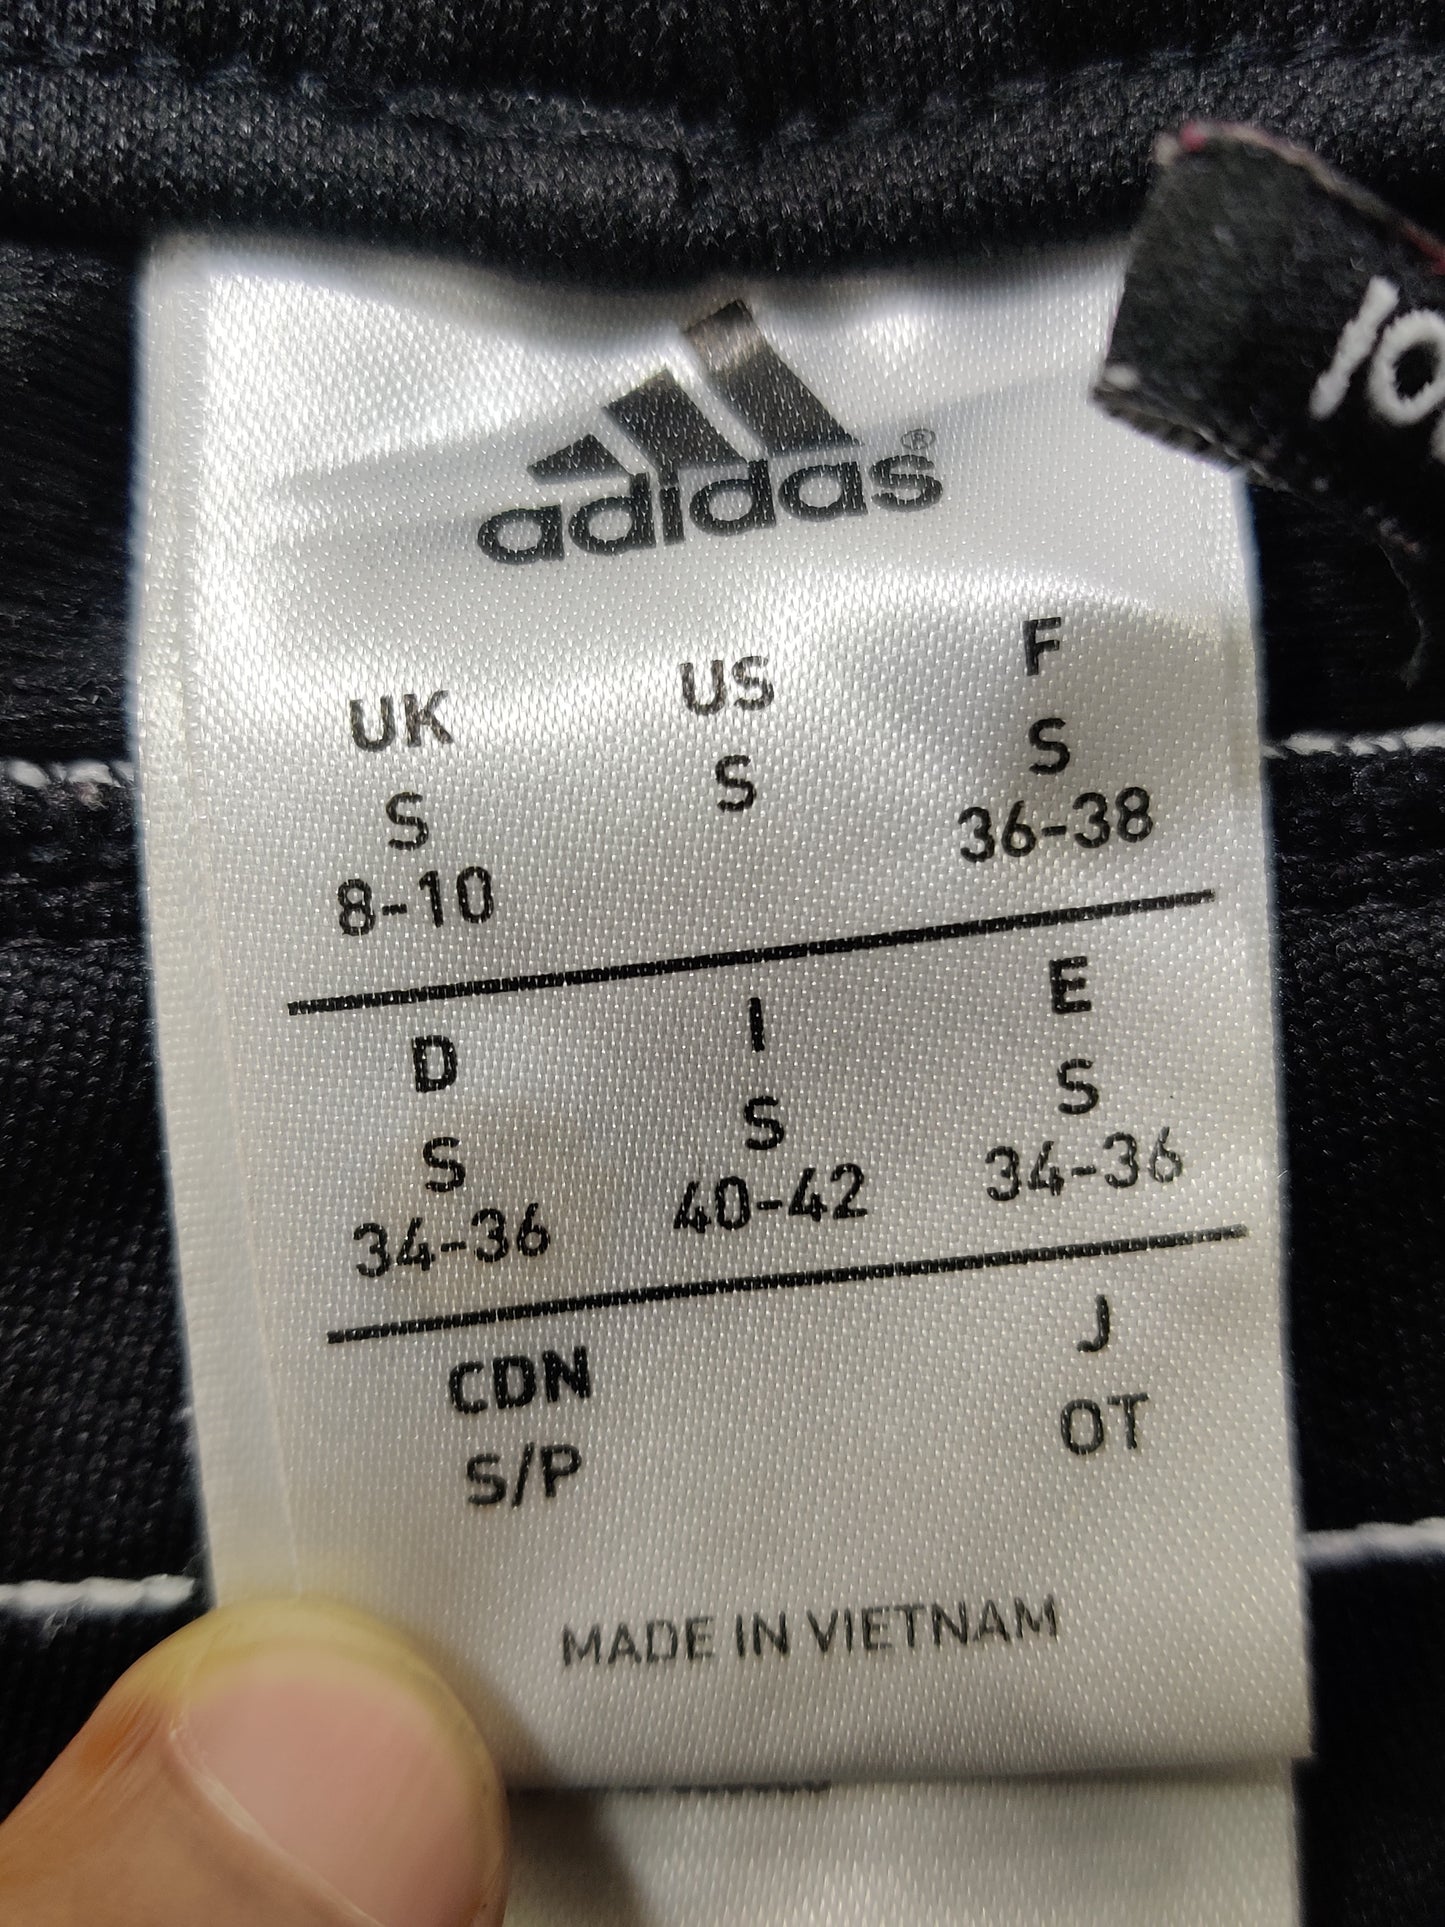 adidas®
UK US F
S S S
8-10 36-38
D I E
S S S
34-36 40-42 34-36
CDN J
S/P OT
MADE IN VIETNAM